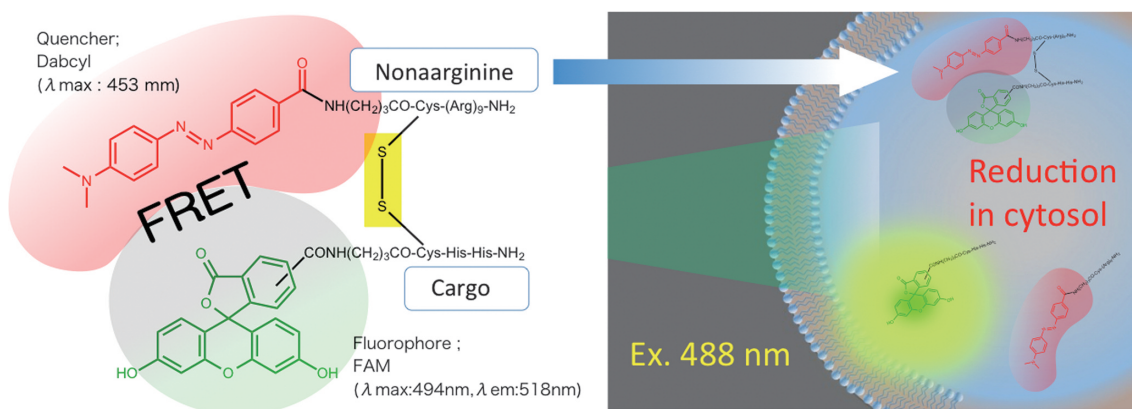 Quencher;
Dabcyl
(λmax : 453 mm)
Nonaarginine
O
NH(CH₂)₃CO-Cys-(Arg)₉-NH₂
N
N
N
S
S
FRET
CONH(CH₂)₃CO-Cys-His-His-NH₂
Cargo
O
O
HO
O
OH
Fluorophore ;
FAM
(λmax:494nm, λem:518nm)
Reduction
in cytosol
Ex. 488 nm